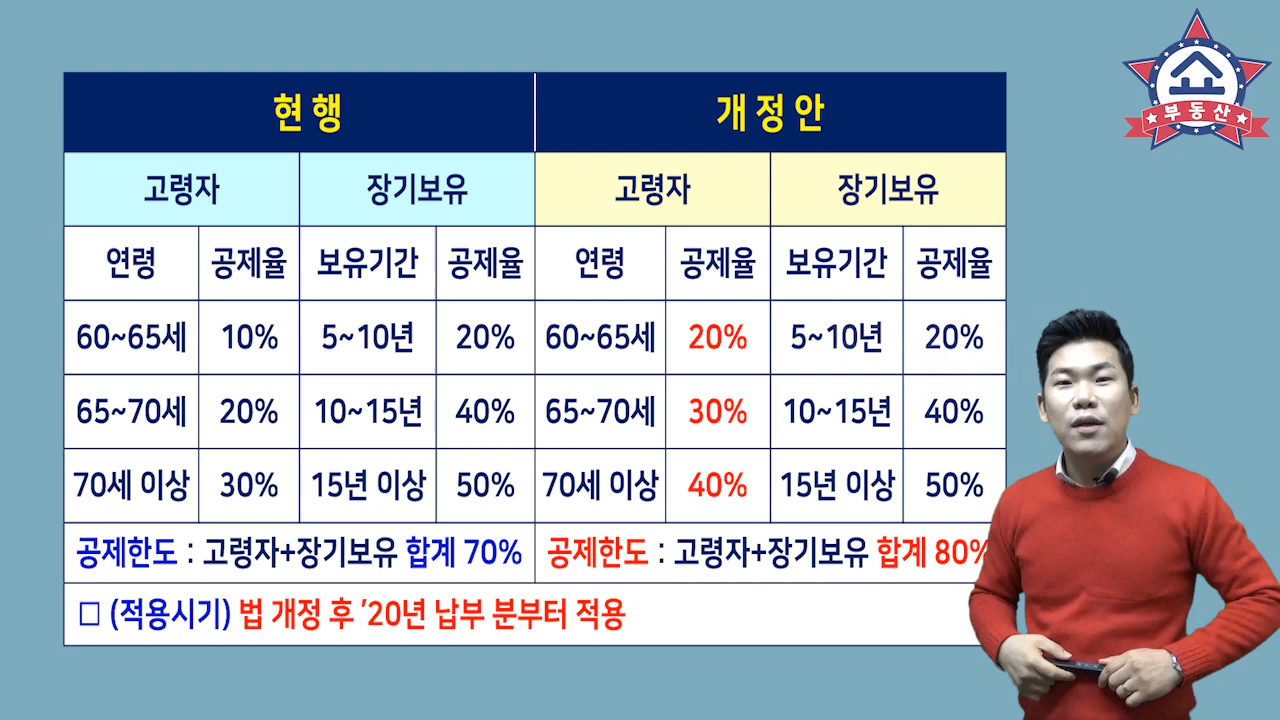 부동산
현행 개정안
고령자 장기보유 고령자 장기보유
연령 공제율 보유기간 공제율 연령 공제율 보유기간 공제율
60~65세 10% 5~10년 20% 60~65세 20% 5~10년 20%
65~70세 20% 10~15년 40% 65~70세 30% 10~15년 40%
70세 이상 30% 15년 이상 50% 70세 이상 40% 15년 이상 50%
공제한도 : 고령자+장기보유 합계 70% 공제한도 : 고령자+장기보유 합계 80%
□ (적용시기) 법 개정 후 ’20년 납부 분부터 적용